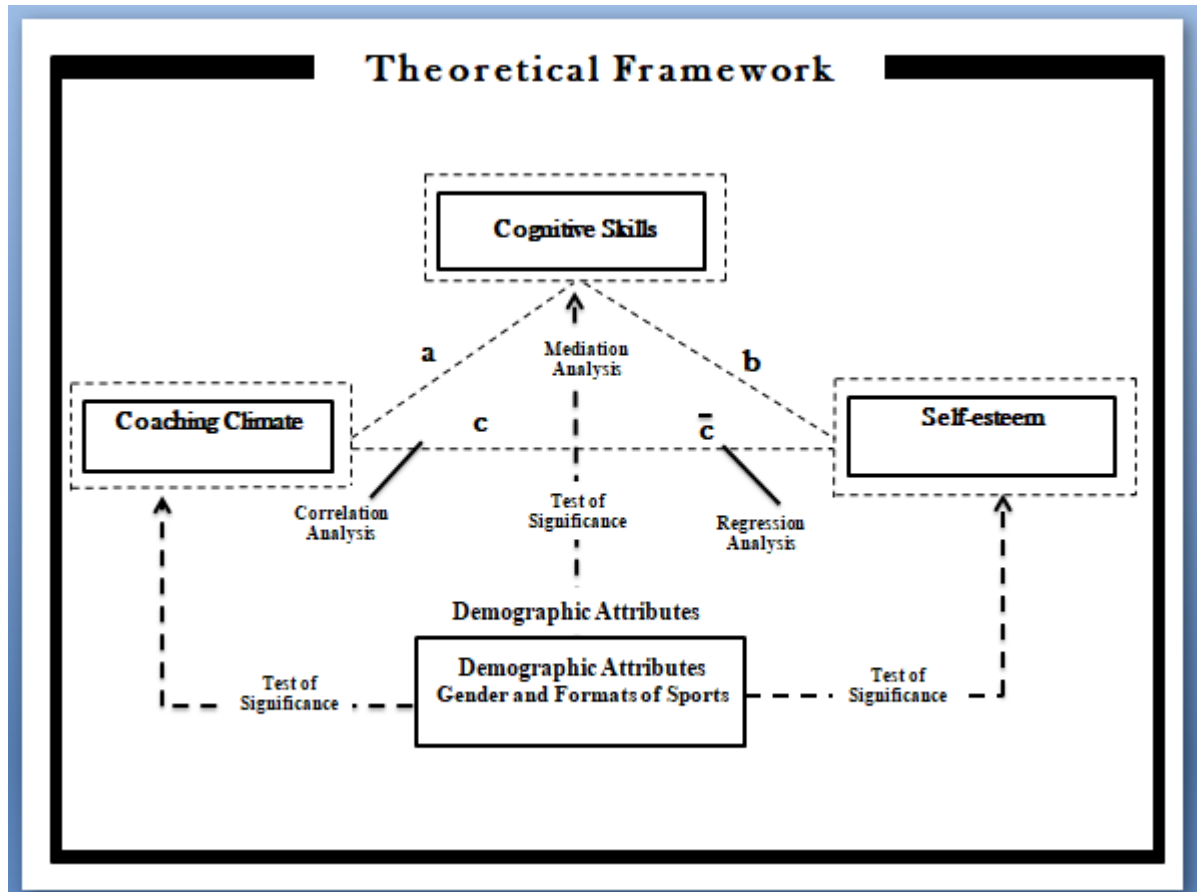 Theoretical Framework
Cognitive Skills
a
Mediation
Analysis
b
Coaching Climate
c
c̄
Self-esteem
Correlation
Analysis
Test of
Significance
Regression
Analysis
Demographic Attributes
Demographic Attributes
Gender and Formats of Sports
Test of
Significance
Test of
Significance